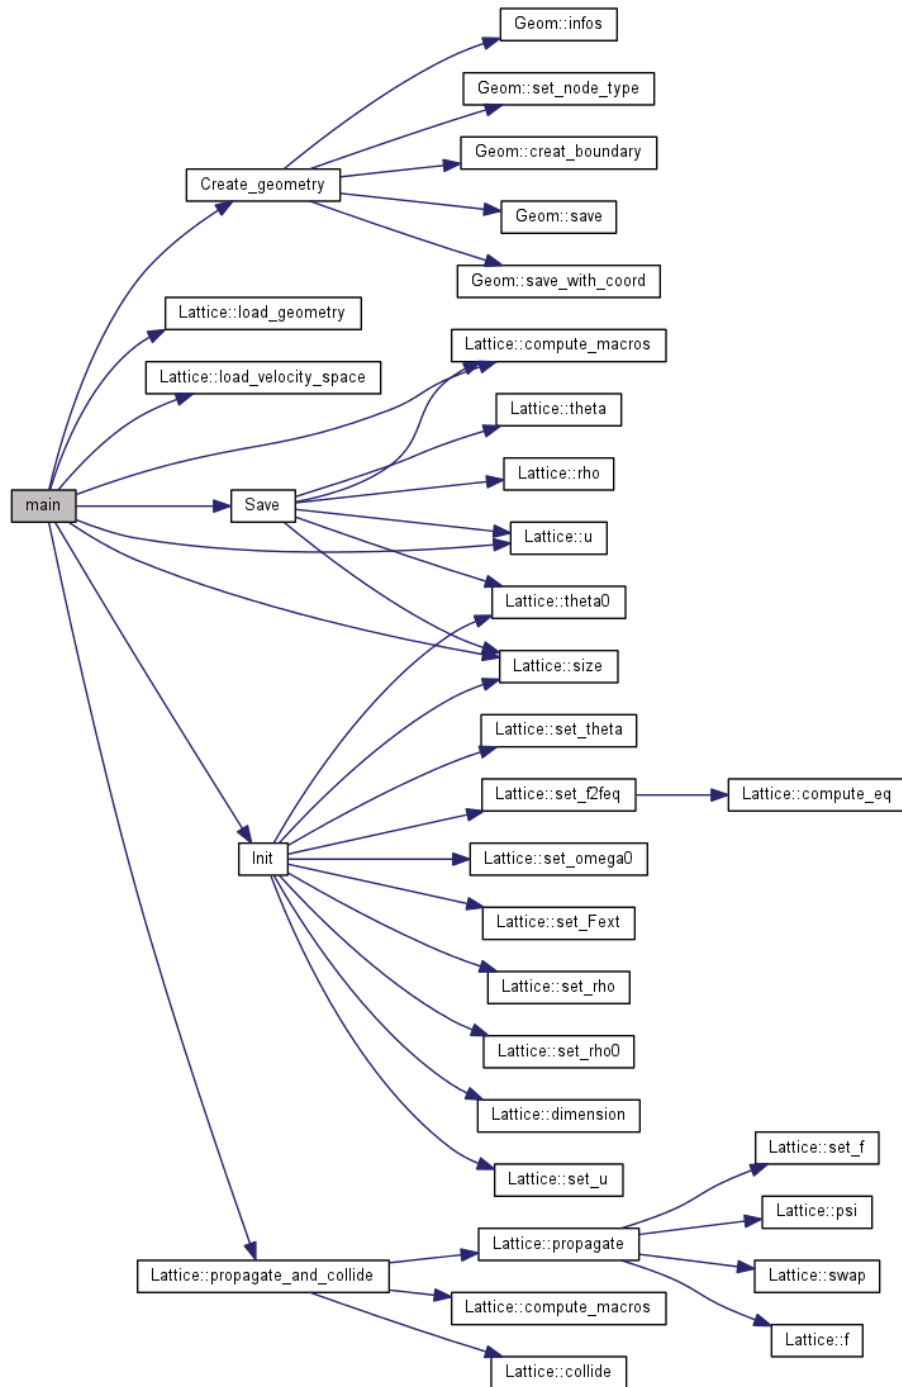 Geom::infos
Geom::set_node_type
Geom::creat_boundary
Create_geometry
Geom::save
Geom::save_with_coord
Lattice::load_geometry
Lattice::compute_macros
Lattice::load_velocity_space
Lattice::theta
Lattice::rho
main
Save
Lattice::u
Lattice::theta0
Lattice::size
Lattice::set_theta
Lattice::set_f2feq
Lattice::compute_eq
Init
Lattice::set_omega0
Lattice::set_Fext
Lattice::set_rho
Lattice::set_rho0
Lattice::dimension
Lattice::set_f
Lattice::set_u
Lattice::psi
Lattice::propagate
Lattice::propagate_and_collide
Lattice::swap
Lattice::compute_macros
Lattice::f
Lattice::collide